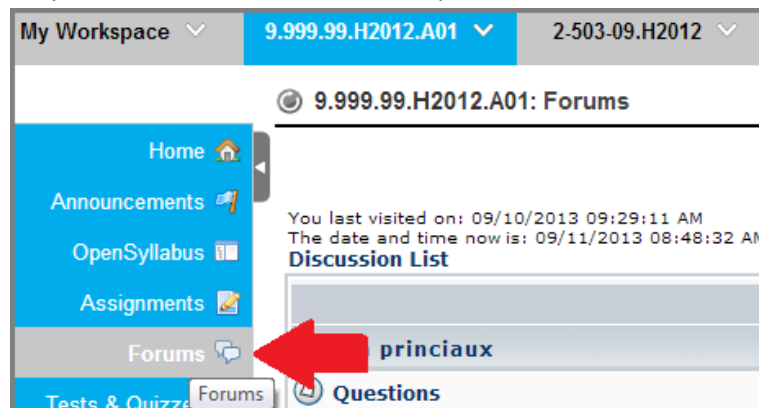 My Workspace 9.999.99.H2012.A01 2-503-09.H2012
9.999.99.H2012.A01: Forums
Home
Announcements
OpenSyllabus
Assignments
Forums
Tests &
Forums
You last visited on: 09/10/2013 09:29:11 AM
The date and time now is: 09/11/2013 08:48:32 AM
Discussion List
princiaux
Questions